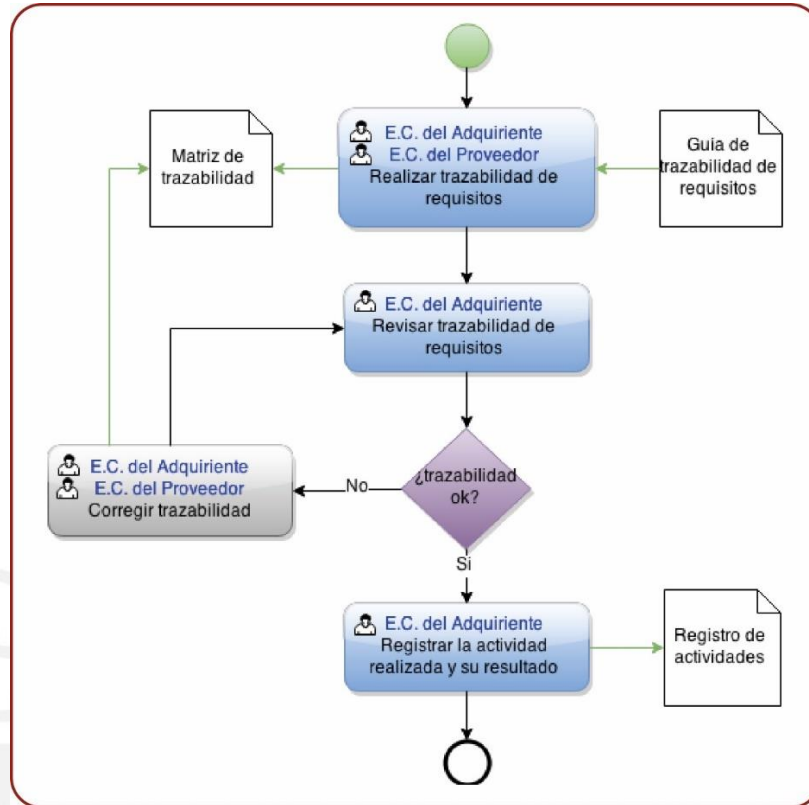 E.C. del Adquiriente
E.C. del Proveedor
Realizar trazabilidad de
requisitos
Matriz de
trazabilidad
Guia de
trazabilidad de
requisitos
E.C. del Adquiriente
Revisar trazabilidad de
requisitos
¿trazabilidad
ok?
No
E.C. del Adquiriente
E.C. del Proveedor
Corregir trazabilidad
Si
E.C. del Adquiriente
Registrar la actividad
realizada y su resultado
Registro de
actividades